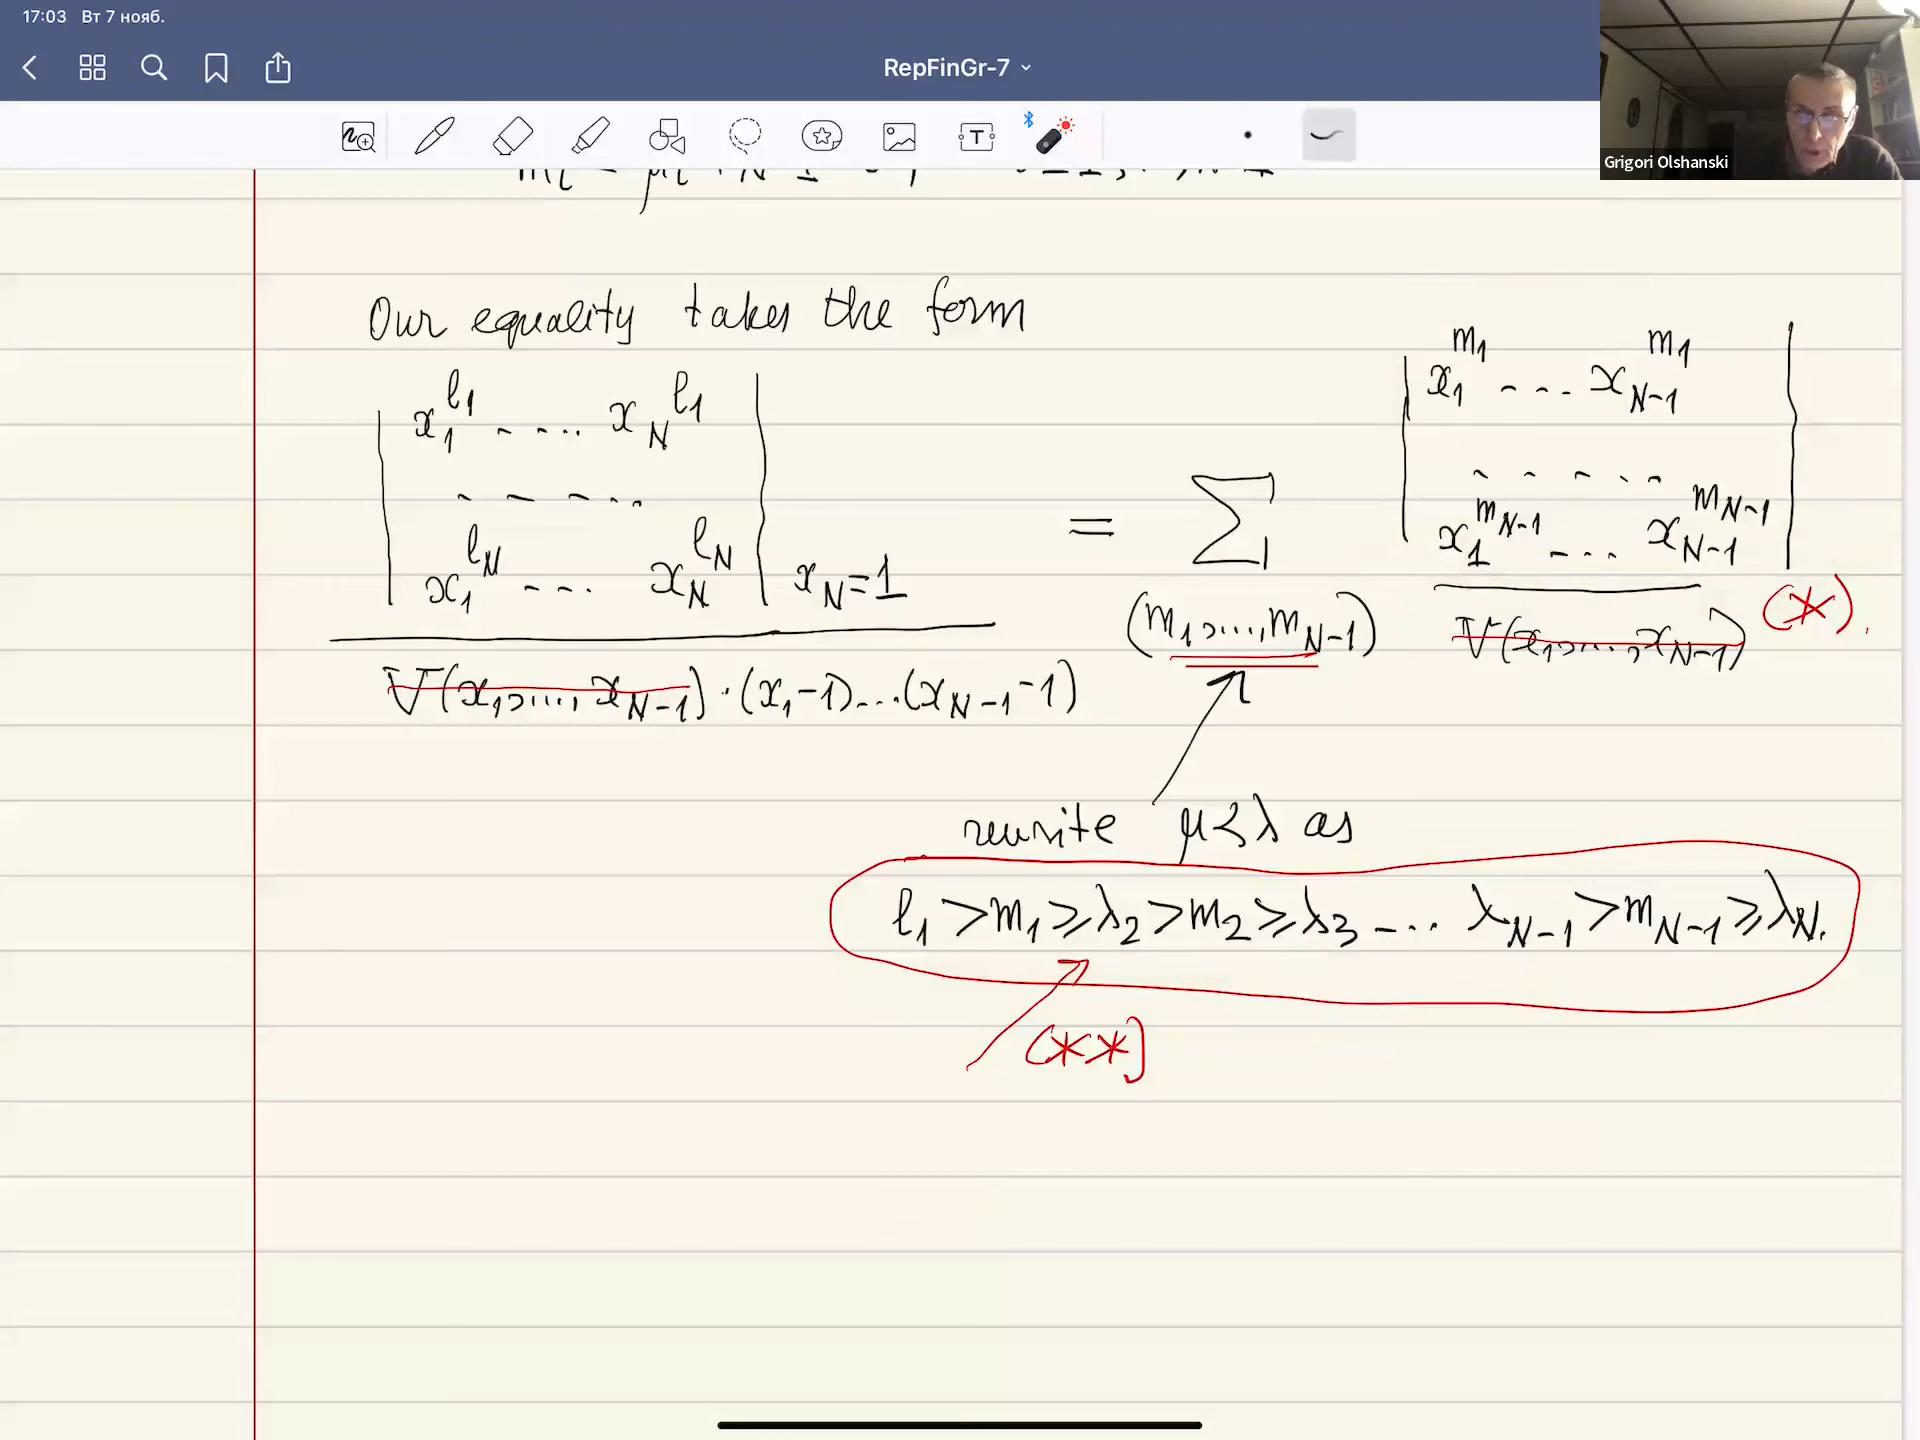 17:03 Вт 7 нояб.
RepFinGr-7
Grigori Olshanski
Our equality takes the form
x_1^{l_1} - - ... x_N^{l_1}
- - - ...
x_1^{l_N} - - ... x_N^{l_N} | x_N=1
V(x_1,...,x_{N-1}) · (x_1-1)...(x_{N-1}-1)
= Σ
(m_1,...,m_{N-1})
x_1^{m_1} - - .. x_{N-1}^{m_1}
- - - - -
x_1^{m_{N-1}} - ... x_{N-1}^{m_{N-1}}
V(x_1,...,x_{N-1}) (*).
rewrite μ≺λ as
l_1 > m_1 ⩾ λ_2 > m_2 ⩾ λ_3 - ... λ_{N-1} > m_{N-1} ⩾ λ_N.
(**)